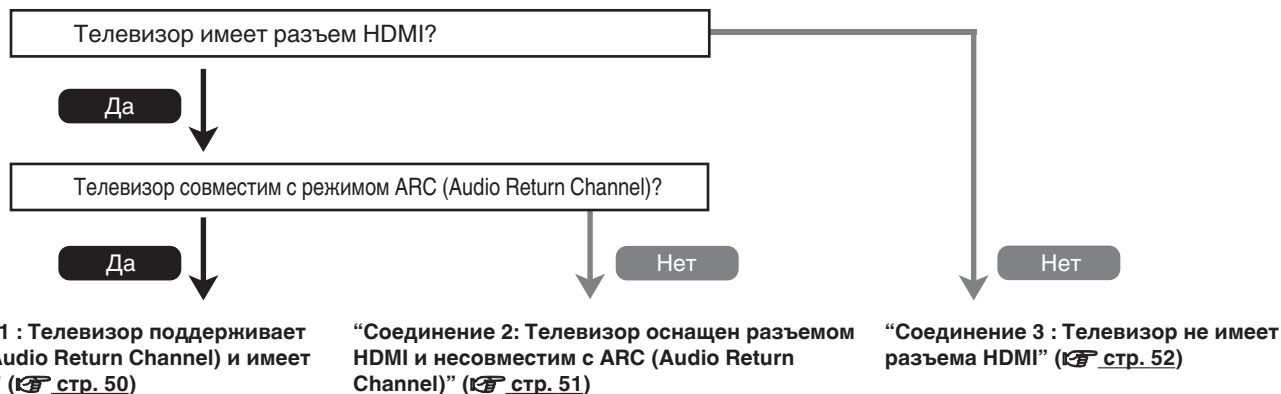 Телевизор имеет разъем HDMI?
Да
Телевизор совместим с режимом ARC (Audio Return Channel)?
Да
Нет
Нет
1 : Телевизор поддерживает
Audio Return Channel) и имеет
” (стр. 50)
“Соединение 2: Телевизор оснащен разъемом
HDMI и несовместим с ARC (Audio Return
Channel)” (стр. 51)
“Соединение 3 : Телевизор не имеет
разъема HDMI” (стр. 52)